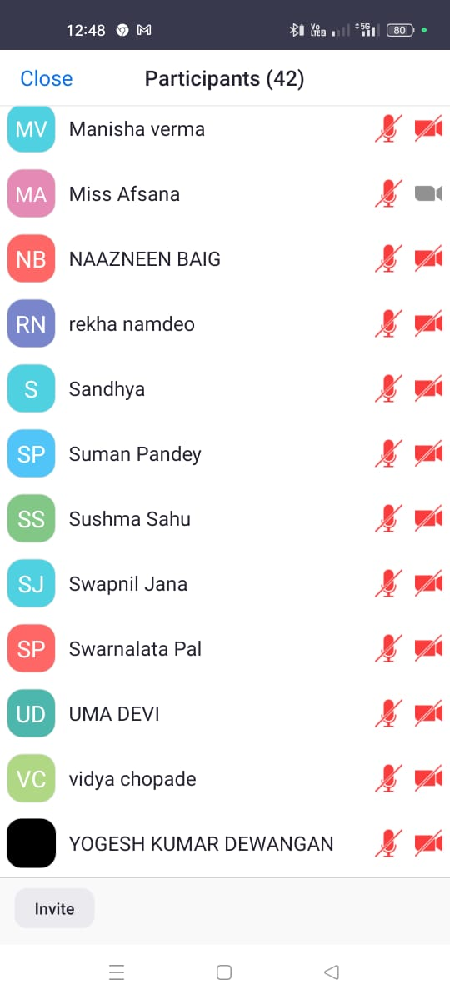 12:48 Vo LTE2 5G 80
Close Participants (42)
MV Manisha verma
MA Miss Afsana
NB NAAZNEEN BAIG
RN rekha namdeo
S Sandhya
SP Suman Pandey
SS Sushma Sahu
SJ Swapnil Jana
SP Swarnalata Pal
UD UMA DEVI
VC vidya chopade
YOGESH KUMAR DEWANGAN
Invite